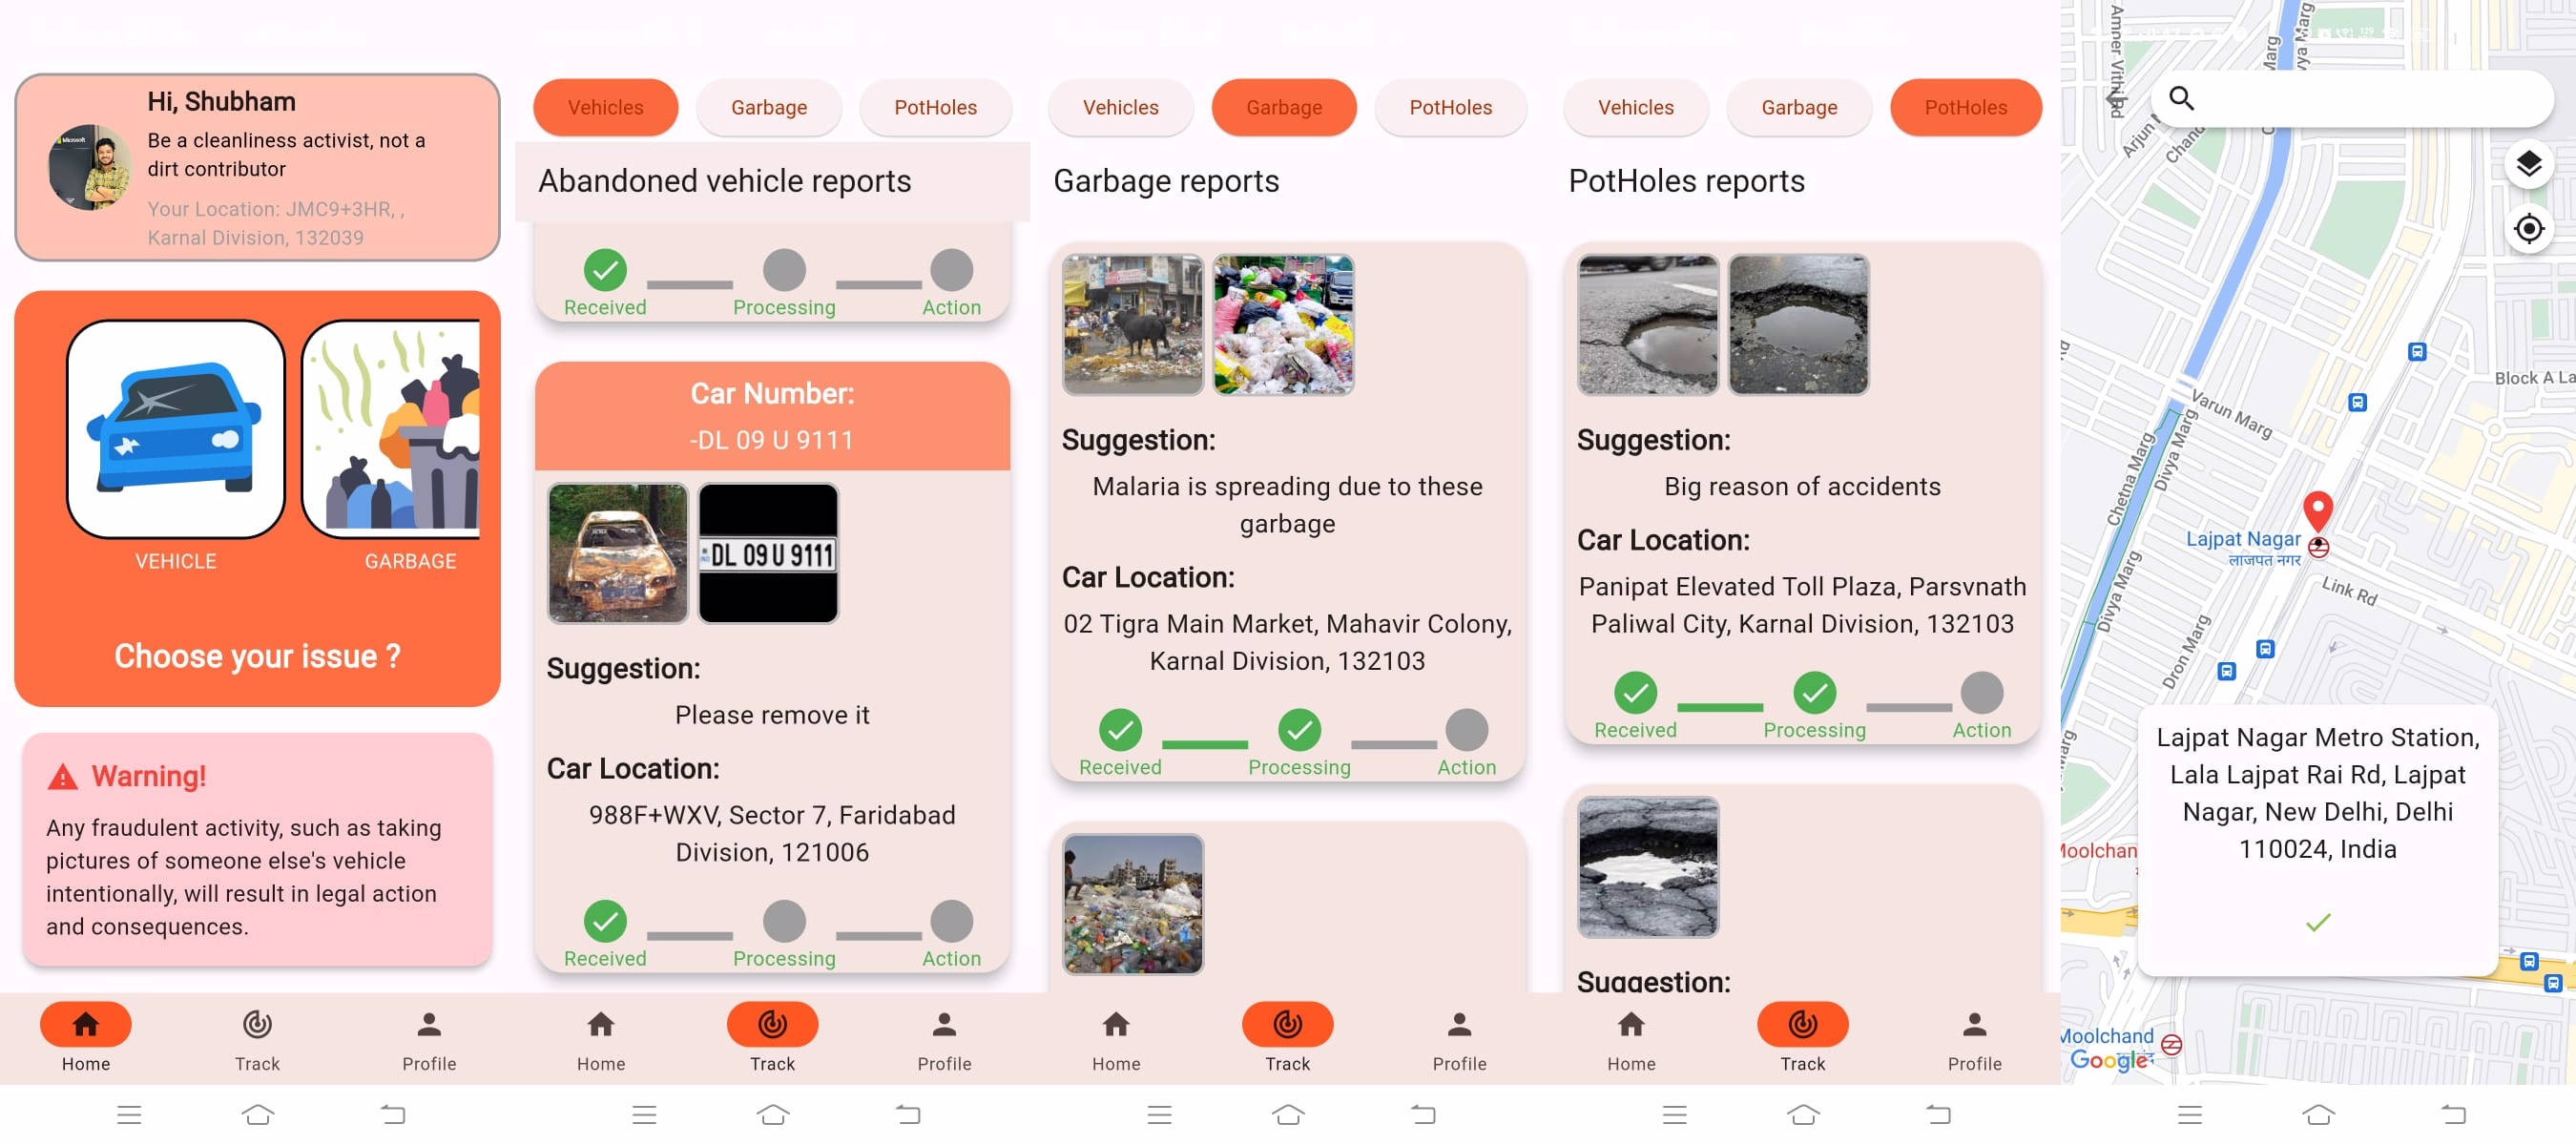 Hi, Shubham
Be a cleanliness activist, not a
dirt contributor
Your Location: JMC9+3HR, ,
Karnal Division, 132039
Microsoft
VEHICLE
GARBAGE
Choose your issue ?
Warning!
Any fraudulent activity, such as taking
pictures of someone else's vehicle
intentionally, will result in legal action
and consequences.
Home
Track
Profile
Vehicles
Garbage
PotHoles
Abandoned vehicle reports
Received
Processing
Action
Car Number:
-DL 09 U 9111
DL 09 U 9111
Suggestion:
Please remove it
Car Location:
988F+WXV, Sector 7, Faridabad
Division, 121006
Received
Processing
Action
Home
Track
Profile
Vehicles
Garbage
PotHoles
Garbage reports
Suggestion:
Malaria is spreading due to these
garbage
Car Location:
02 Tigra Main Market, Mahavir Colony,
Karnal Division, 132103
Received
Processing
Action
Home
Track
Profile
Vehicles
Garbage
PotHoles
PotHoles reports
Suggestion:
Big reason of accidents
Car Location:
Panipat Elevated Toll Plaza, Parsvnath
Paliwal City, Karnal Division, 132103
Received
Processing
Action
Suggestion:
Home
Track
Profile
Amner Vithi Rd
Arjun
Chand
Marg
vya Marg
Block A La
Varun Marg
Chetna Marg
Divya Marg
Lajpat Nagar
लाजपत नगर
Link Rd
Divya Marg
Dron Marg
Lajpat Nagar Metro Station,
Lala Lajpat Rai Rd, Lajpat
Nagar, New Delhi, Delhi
110024, India
Moolchan
Moolchand
Google